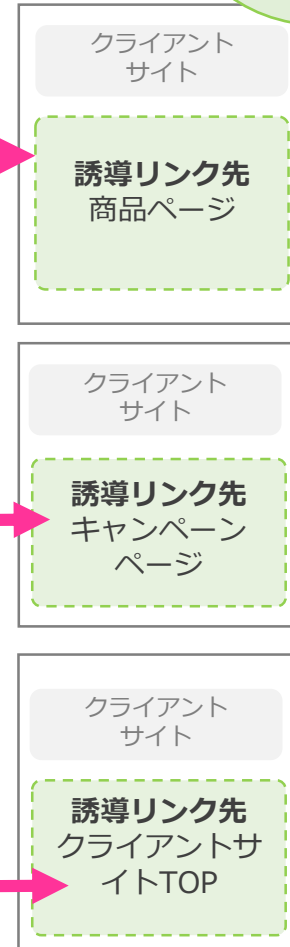 クライアント
サイト
誘導リンク先
商品ページ
クライアント
サイト
誘導リンク先
キャンペーン
ページ
クライアント
サイト
誘導リンク先
クライアントサ
イトTOP